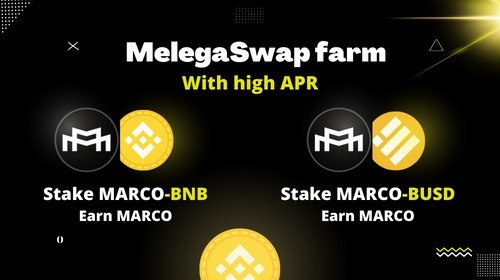 MelegaSwap farm
With high APR
Stake MARCO-BNB
Earn MARCO
Stake MARCO-BUSD
Earn MARCO